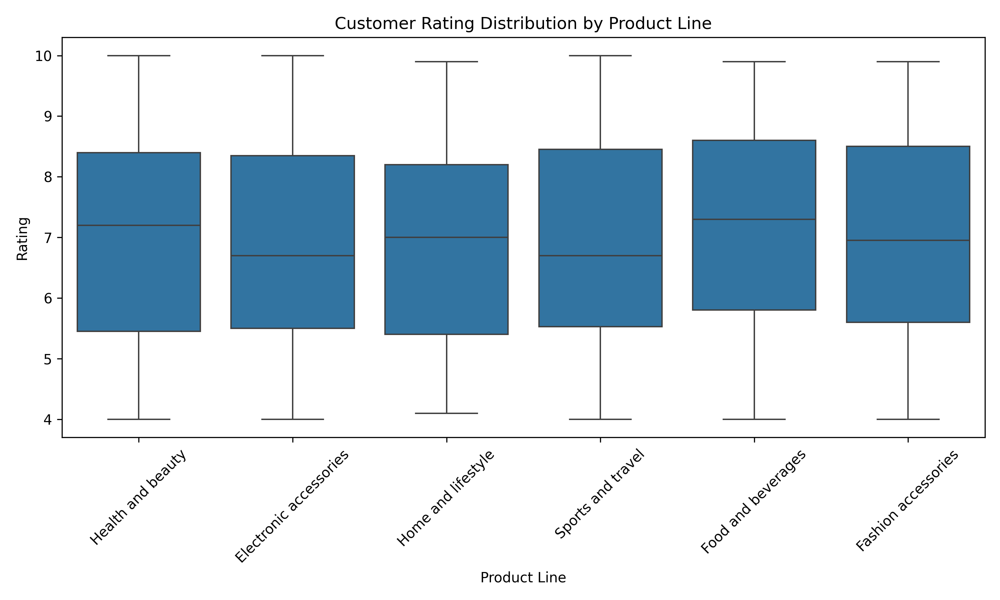 Customer Rating Distribution by Product Line
10
9
8
7
6
5
4
Rating
Health and beauty
Electronic accessories
Home and lifestyle
Sports and travel
Food and beverages
Fashion accessories
Product Line